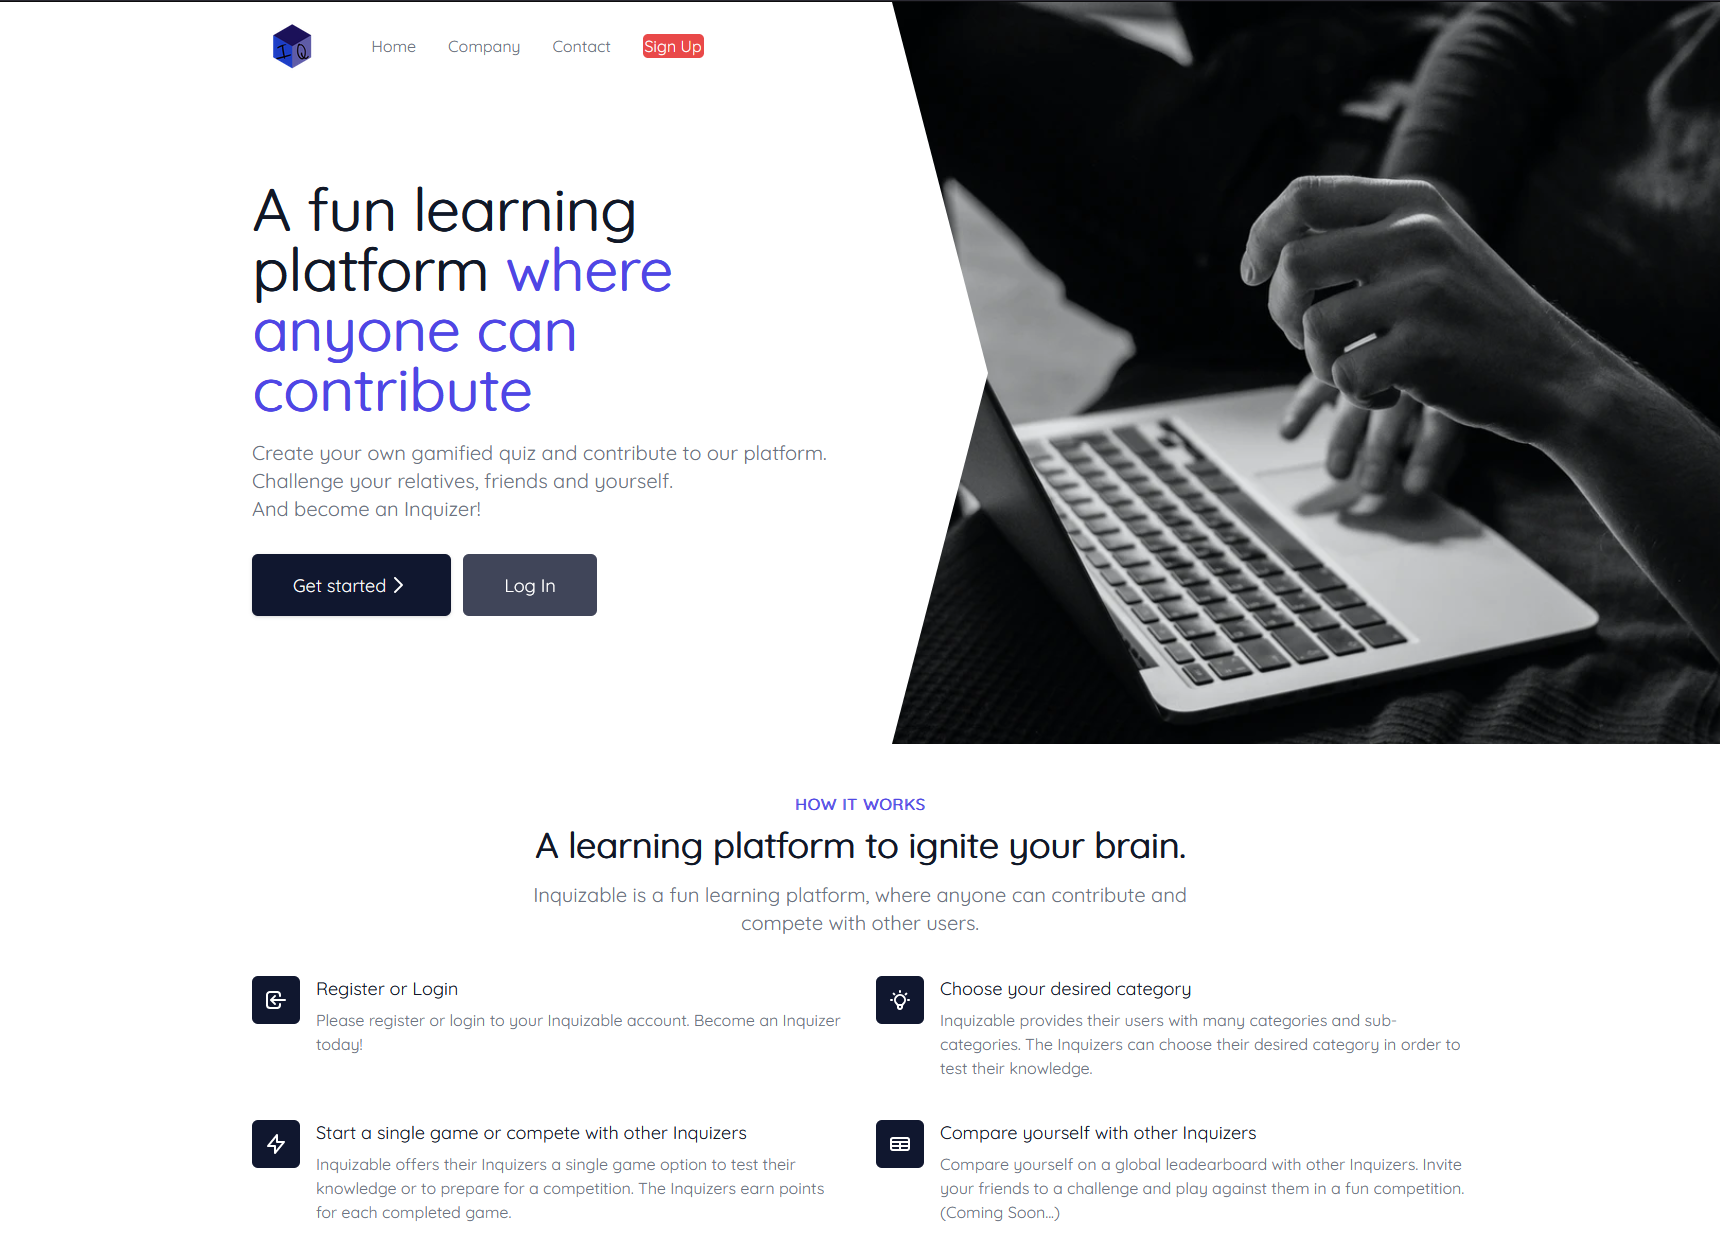 IQ
Home Company Contact Sign Up
A fun learning
platform where
anyone can
contribute
Create your own gamified quiz and contribute to our platform.
Challenge your relatives, friends and yourself.
And become an Inquizer!
Get started Log In
HOW IT WORKS
A learning platform to ignite your brain.
Inquizable is a fun learning platform, where anyone can contribute and
compete with other users.
Register or Login
Please register or login to your Inquizable account. Become an Inquizer
today!
Choose your desired category
Inquizable provides their users with many categories and sub-
categories. The Inquizers can choose their desired category in order to
test their knowledge.
Start a single game or compete with other Inquizers
Inquizable offers their Inquizers a single game option to test their
knowledge or to prepare for a competition. The Inquizers earn points
for each completed game.
Compare yourself with other Inquizers
Compare yourself on a global leadearboard with other Inquizers. Invite
your friends to a challenge and play against them in a fun competition.
(Coming Soon...)